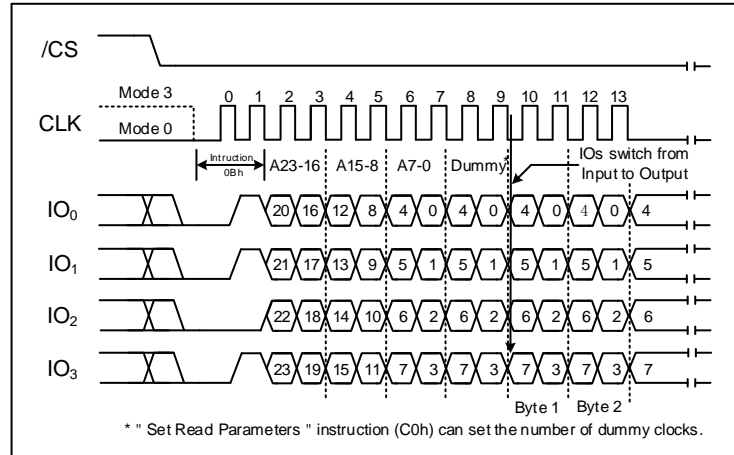 /CS
Mode 3
0 1 2 3 4 5 6 7 8 9 10 11 12 13
CLK
Mode 0
Intruction
0Bh
A23-16 A15-8 A7-0 Dummy*
IOs switch from
Input to Output
IO0 20 16 12 8 4 0 4 0 4 0 4 0 4
IO1 21 17 13 9 5 1 5 1 5 1 5 1 5
IO2 22 18 14 10 6 2 6 2 6 2 6 2 6
IO3 23 19 15 11 7 3 7 3 7 3 7 3 7
Byte 1 Byte 2
* " Set Read Parameters " instruction (C0h) can set the number of dummy clocks.